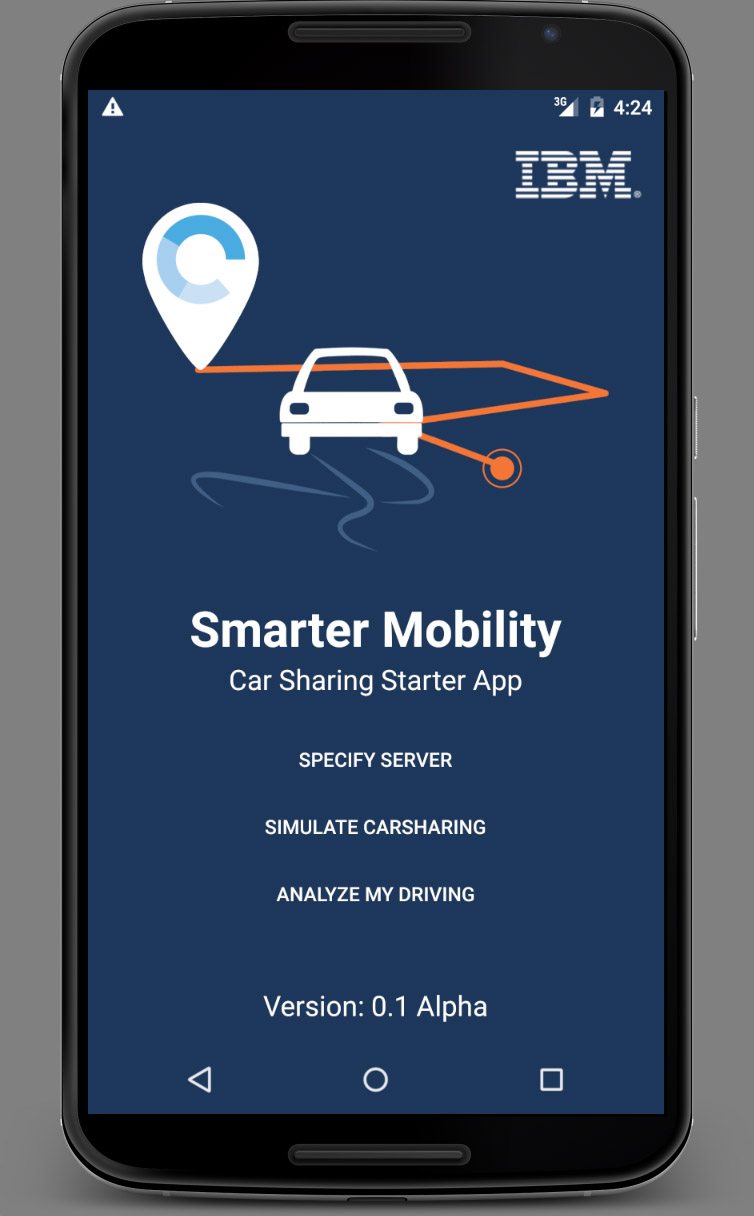 3G 4:24
IBM®
Smarter Mobility
Car Sharing Starter App
SPECIFY SERVER
SIMULATE CARSHARING
ANALYZE MY DRIVING
Version: 0.1 Alpha